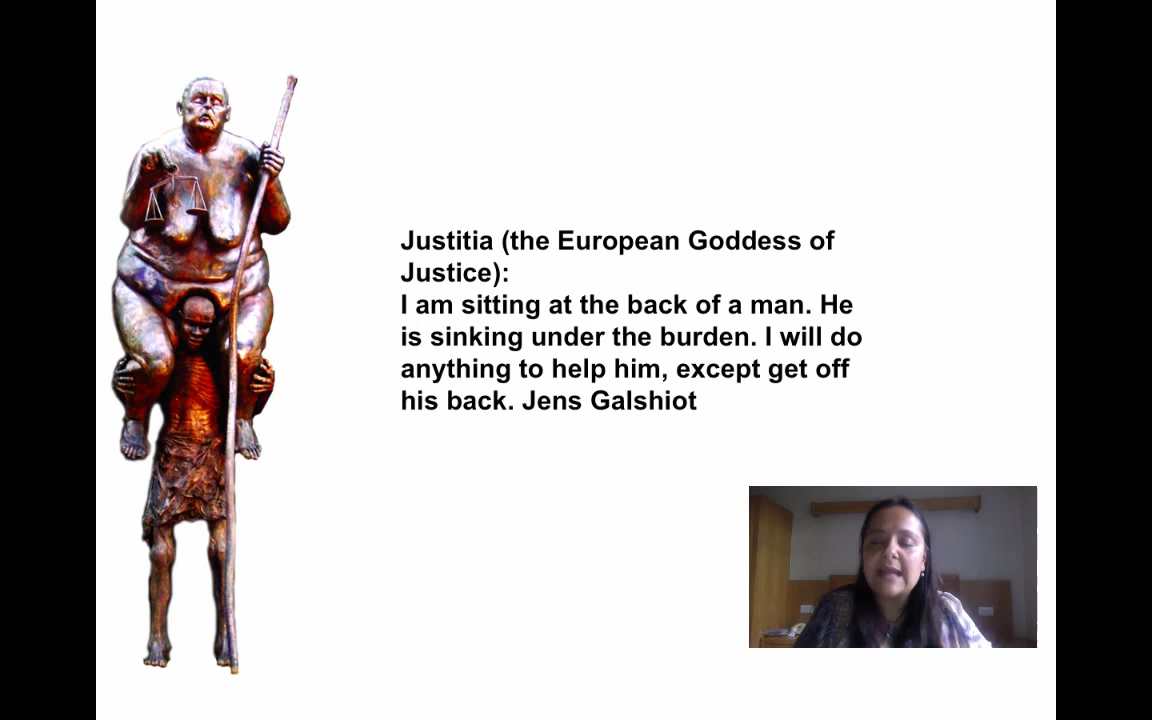 Justitia (the European Goddess of
Justice):
I am sitting at the back of a man. He
is sinking under the burden. I will do
anything to help him, except get off
his back. Jens Galshiot